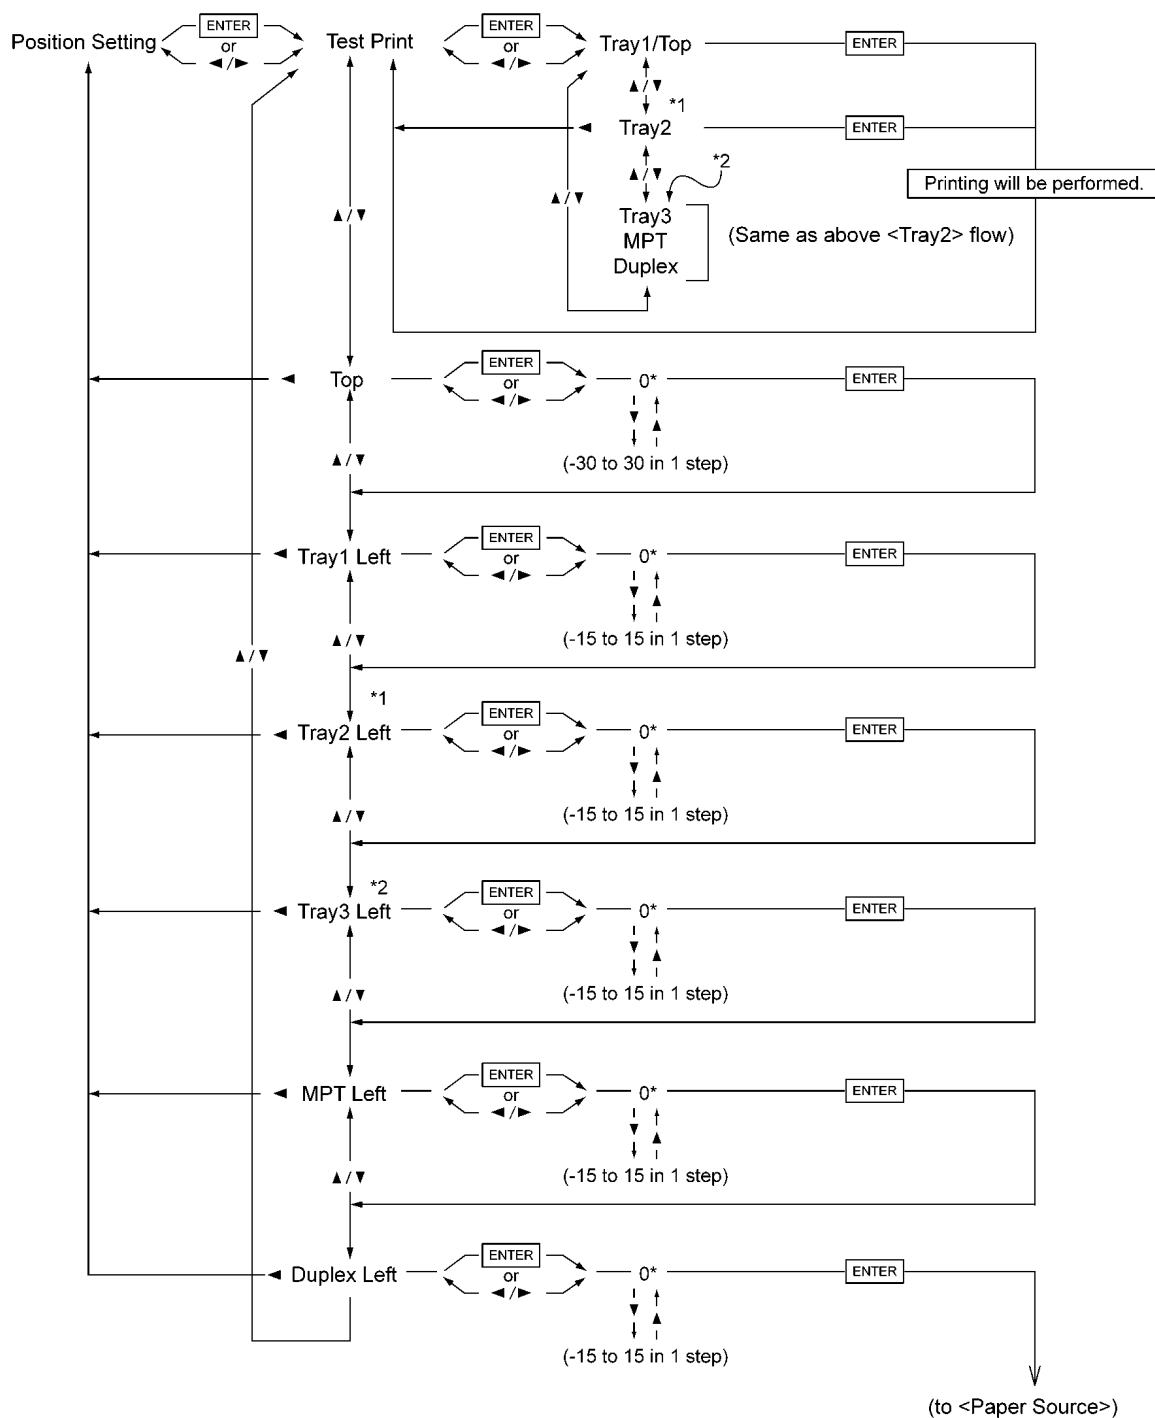 Position Setting ENTER or ◄/► Test Print ENTER or ◄/► Tray1/Top ENTER
▲/▼
*1
Tray2 ENTER
◄
▲/▼ *2
▲/▼ ▲/▼
Printing will be performed.
Tray3
MPT
Duplex
(Same as above <Tray2> flow)
◄ Top ENTER or ◄/► 0* ENTER
▲/▼ (-30 to 30 in 1 step)
◄ Tray1 Left ENTER or ◄/► 0* ENTER
▲/▼ (-15 to 15 in 1 step)
▲/▼
*1
◄ Tray2 Left ENTER or ◄/► 0* ENTER
▲/▼ (-15 to 15 in 1 step)
*2
◄ Tray3 Left ENTER or ◄/► 0* ENTER
▲/▼ (-15 to 15 in 1 step)
◄ MPT Left ENTER or ◄/► 0* ENTER
▲/▼ (-15 to 15 in 1 step)
◄ Duplex Left ENTER or ◄/► 0* ENTER
(-15 to 15 in 1 step)
(to <Paper Source>)